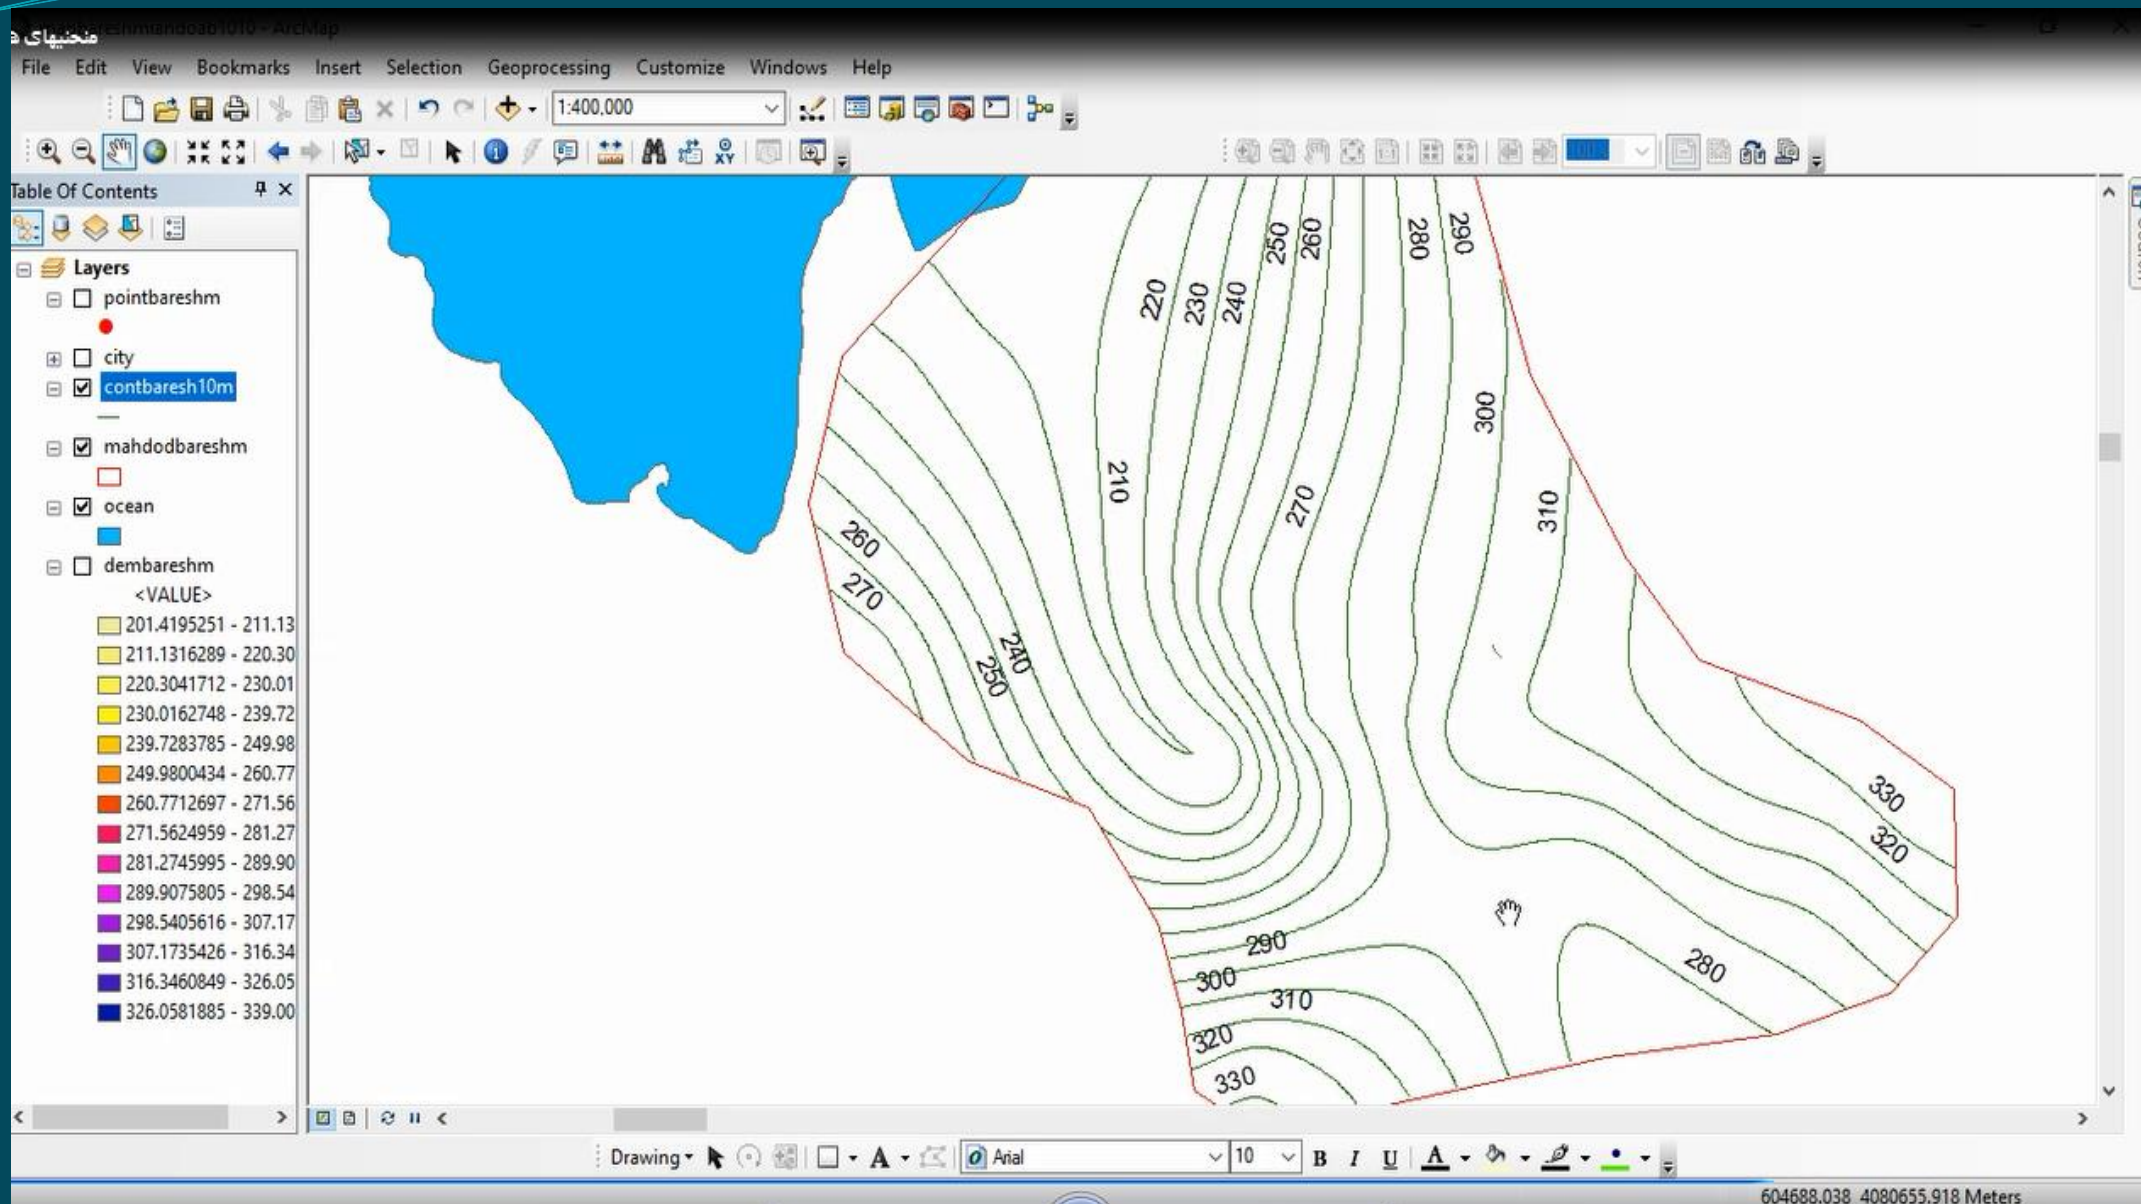 mahbareshmiandoab1010 - ArcMap
منحنیهای ه
File Edit View Bookmarks Insert Selection Geoprocessing Customize Windows Help
1:400,000
XY
Table Of Contents
Layers
pointbareshm
city
contbaresh10m
mahdodbareshm
ocean
dembareshm
<VALUE>
201.4195251 - 211.13
211.1316289 - 220.30
220.3041712 - 230.01
230.0162748 - 239.72
239.7283785 - 249.98
249.9800434 - 260.77
260.7712697 - 271.56
271.5624959 - 281.27
281.2745995 - 289.90
289.9075805 - 298.54
298.5405616 - 307.17
307.1735426 - 316.34
316.3460849 - 326.05
326.0581885 - 339.00
250 260 280 290
220 230 240
300
210
270
310
260
270
240
250
330
320
290
280
300
310
320
330
Drawing A Arial 10 B I U A
604688.038 4080655.918 Meters